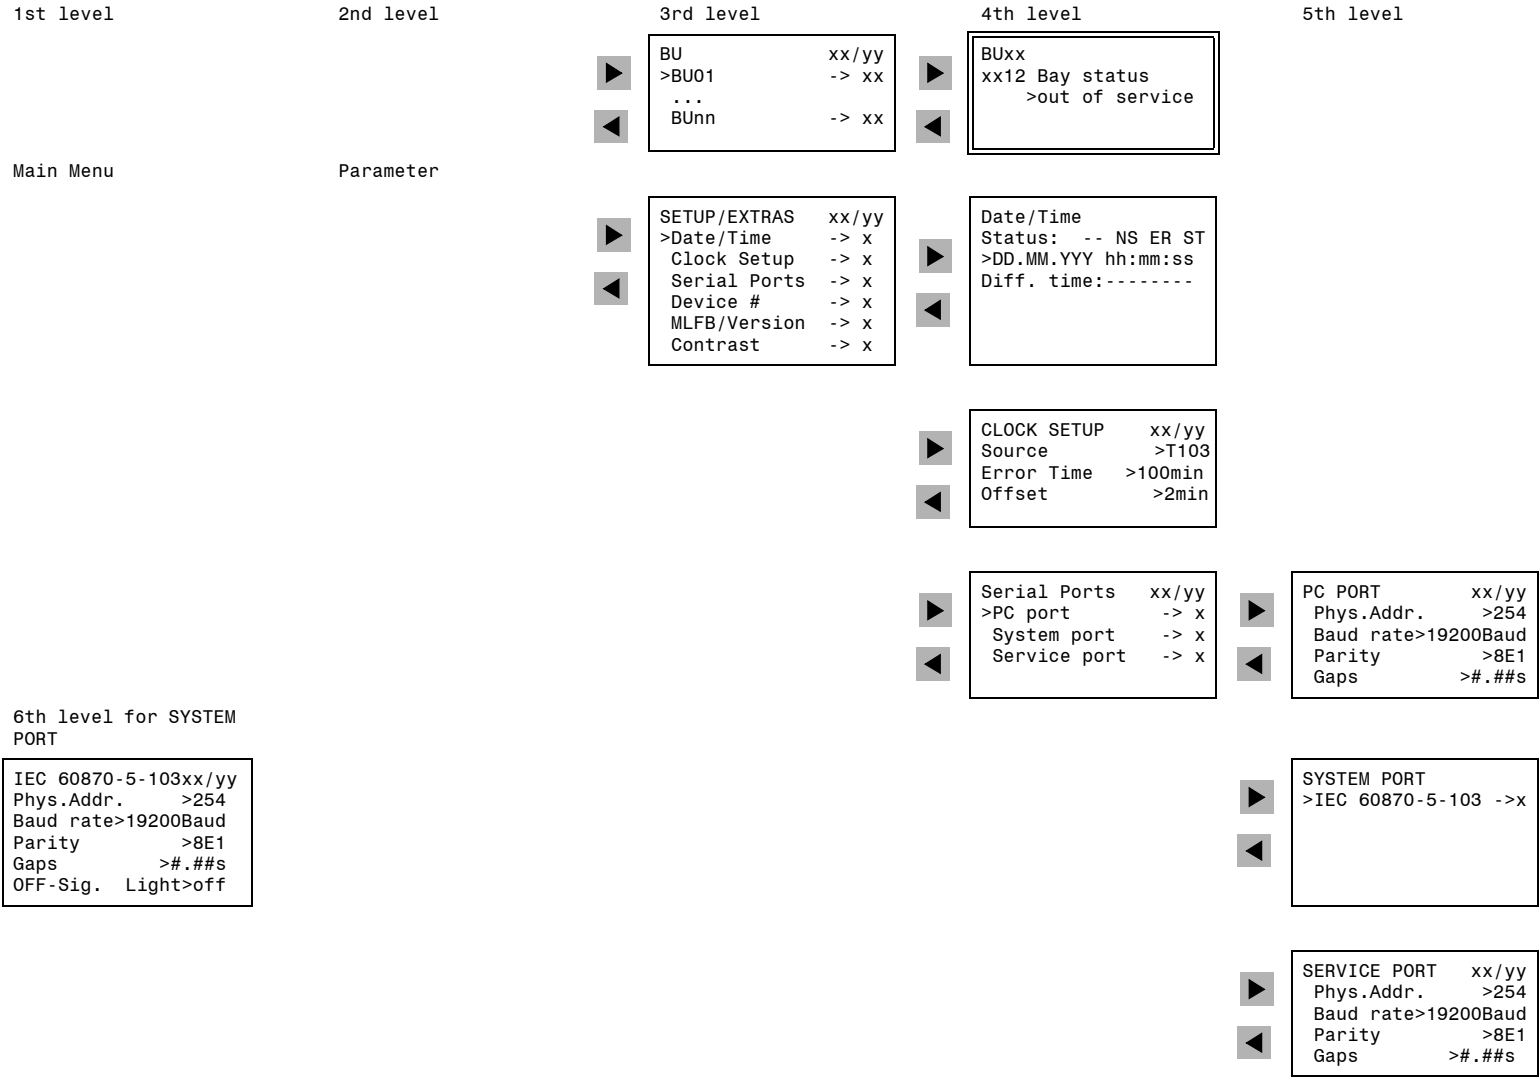 1st level
2nd level
3rd level
4th level
5th level
BU xx/yy
>BU01 -> xx
...
BUnn -> xx
BUxx
xx12 Bay status
>out of service
Main Menu
Parameter
SETUP/EXTRAS xx/yy
>Date/Time -> x
Clock Setup -> x
Serial Ports -> x
Device # -> x
MLFB/Version -> x
Contrast -> x
Date/Time
Status: -- NS ER ST
>DD.MM.YYY hh:mm:ss
Diff. time:--------
CLOCK SETUP xx/yy
Source >T103
Error Time >100min
Offset >2min
Serial Ports xx/yy
>PC port -> x
System port -> x
Service port -> x
PC PORT xx/yy
Phys.Addr. >254
Baud rate>19200Baud
Parity >8E1
Gaps >#.##s
6th level for SYSTEM
PORT
IEC 60870-5-103xx/yy
Phys.Addr. >254
Baud rate>19200Baud
Parity >8E1
Gaps >#.##s
OFF-Sig. Light>off
SYSTEM PORT
>IEC 60870-5-103 ->x
SERVICE PORT xx/yy
Phys.Addr. >254
Baud rate>19200Baud
Parity >8E1
Gaps >#.##s